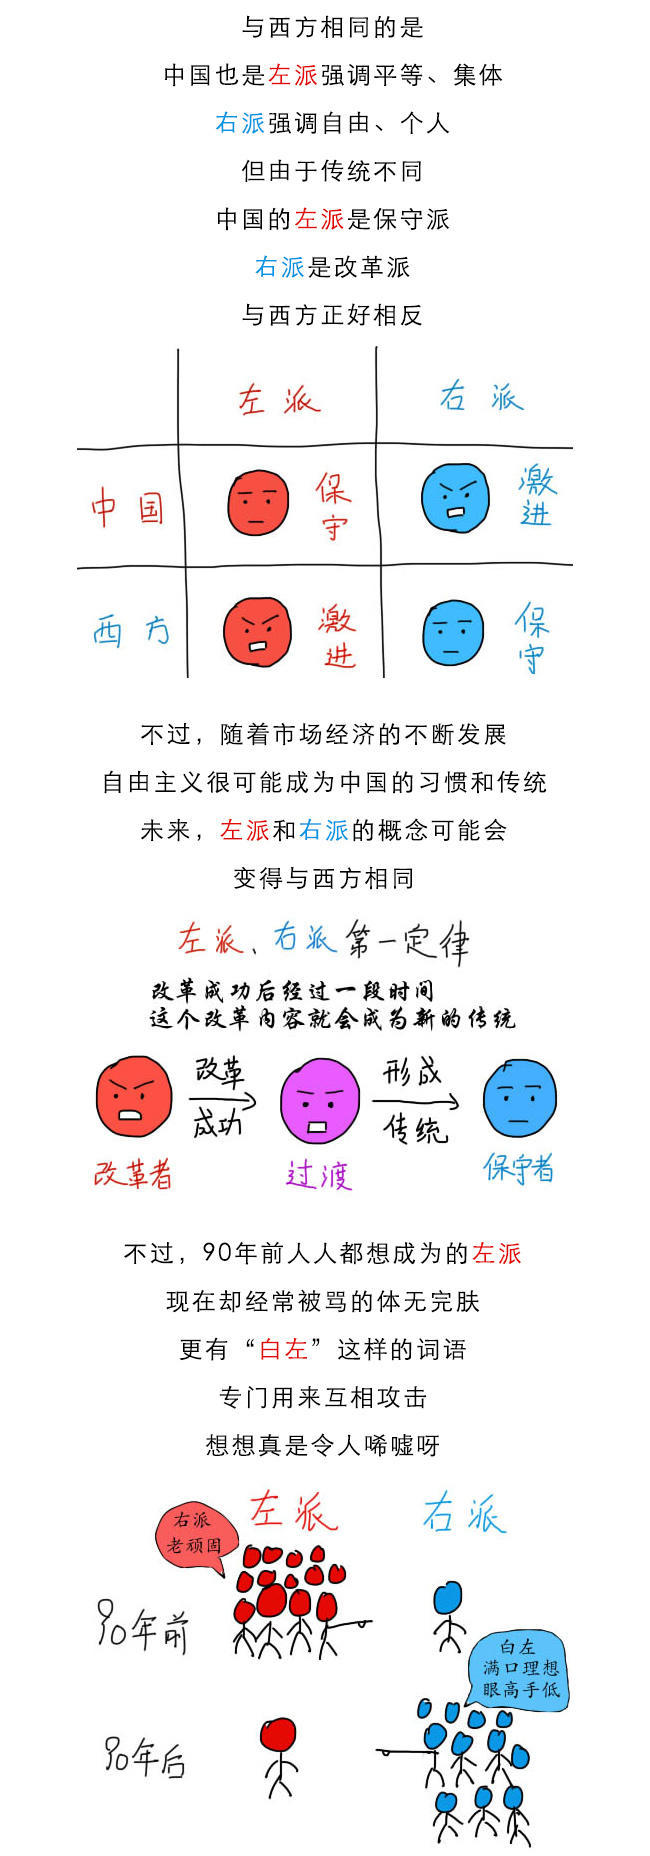 与西方相同的是
中国也是左派强调平等、集体
右派强调自由、个人
但由于传统不同
中国的左派是保守派
右派是改革派
与西方正好相反
左派 右派
中国 保守 激进
西方 激进 保守
不过，随着市场经济的不断发展
自由主义很可能成为中国的习惯和传统
未来，左派和右派的概念可能会
变得与西方相同
左派、右派第一定律
改革成功后经过一段时间
这个改革内容就会成为新的传统
改革成功
形成传统
改革者 过渡 保守者
不过，90年前人人都想成为的左派
现在却经常被骂的体无完肤
更有“白左”这样的词语
专门用来互相攻击
想想真是令人唏嘘呀
左派 右派
右派
老顽固
90年前
白左
满口理想
眼高手低
90年后